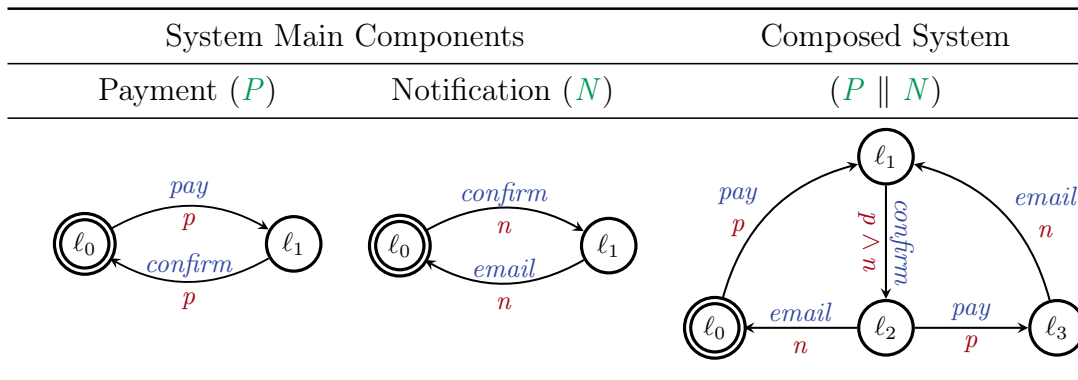 System Main Components
Composed System
Payment (P)
Notification (N)
(P ∥ N)
pay
p
ℓ0
ℓ1
confirm
p
confirm
n
ℓ0
ℓ1
email
n
ℓ1
pay
p
confirm
p ∨ n
email
n
ℓ0
email
n
ℓ2
pay
p
ℓ3